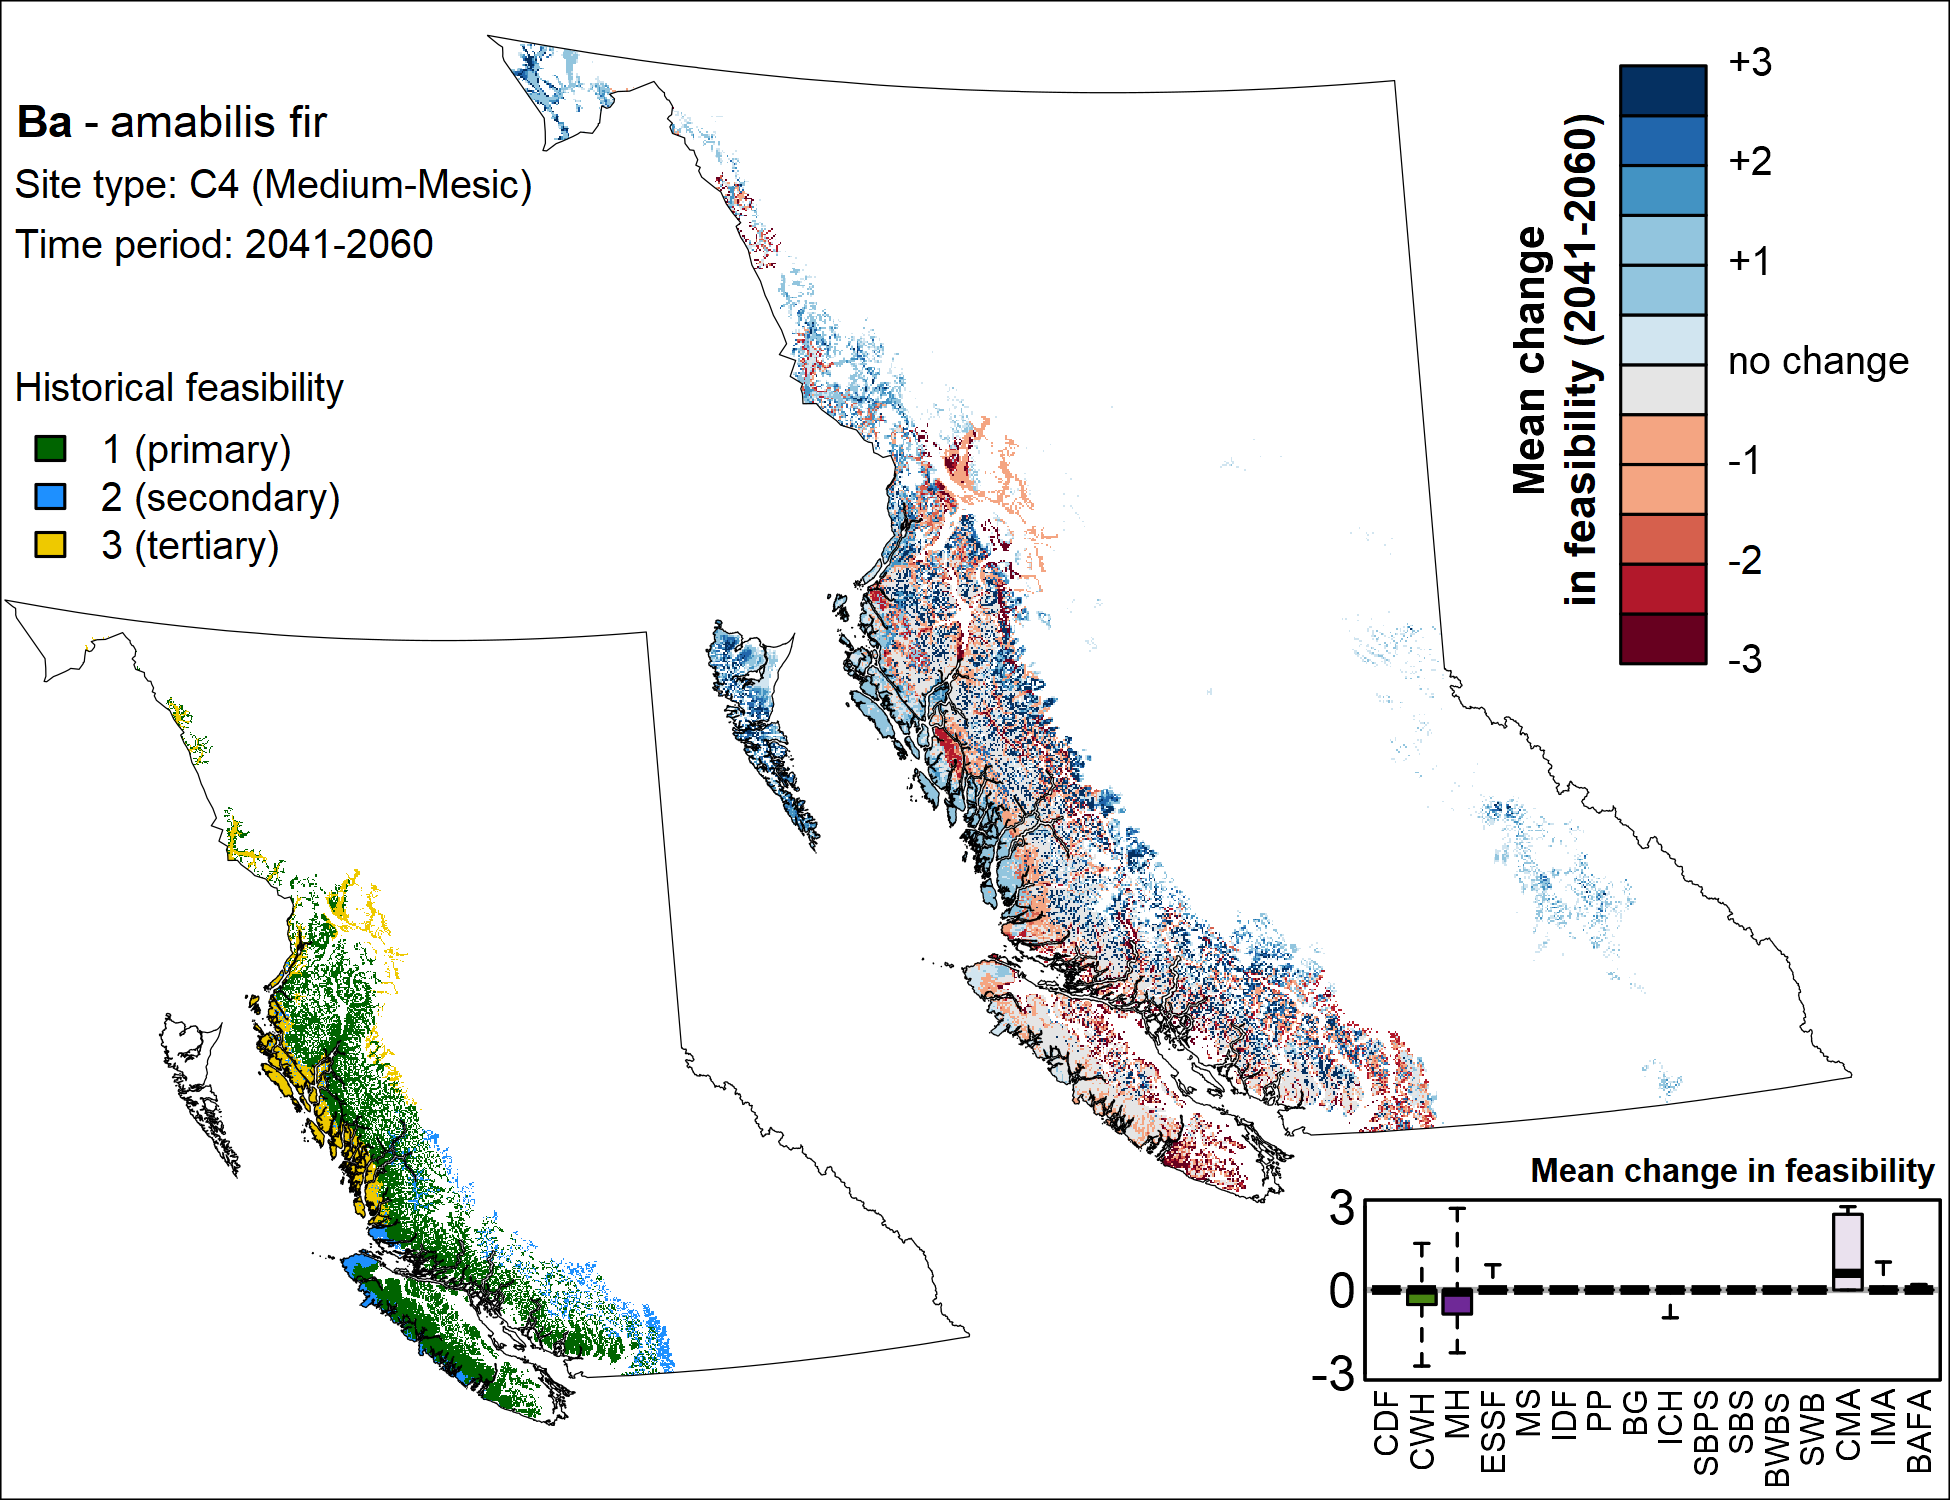 Ba - amabilis fir
Site type: C4 (Medium-Mesic)
Time period: 2041-2060
Historical feasibility
1 (primary)
2 (secondary)
3 (tertiary)
Mean change
in feasibility (2041-2060)
+3
+2
+1
no change
-1
-2
-3
Mean change in feasibility
3
0
-3
CDF
CWH
MH
ESSF
MS
IDF
PP
BG
ICH
SBPS
SBS
BWBS
SWB
CMA
IMA
BAFA